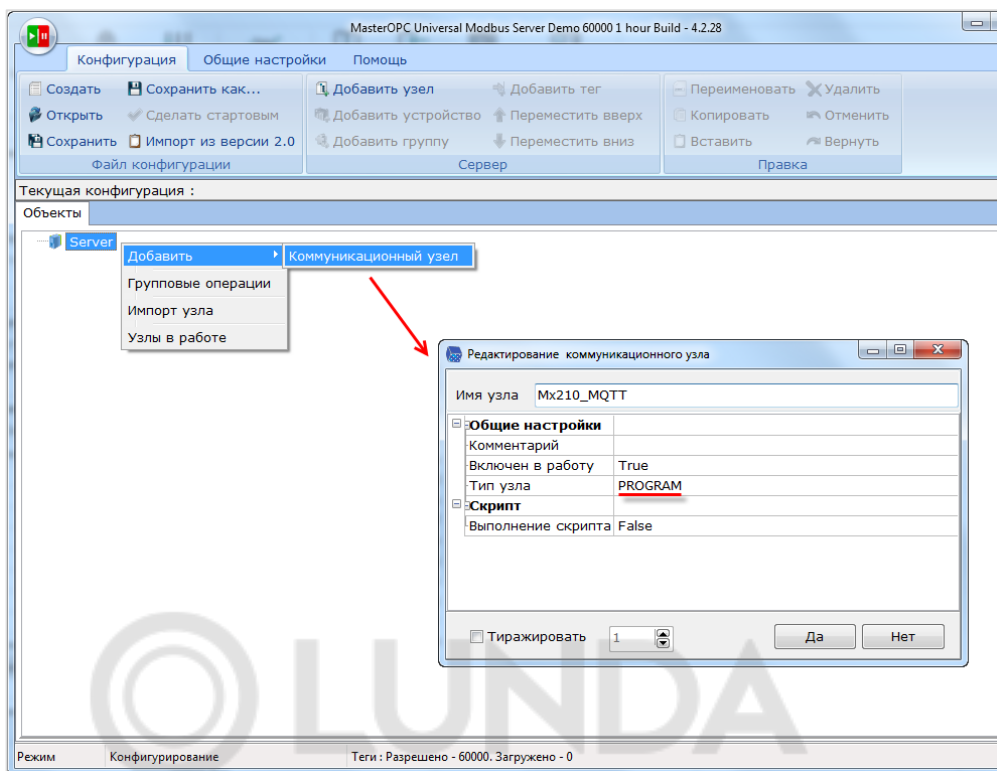 MasterOPC Universal Modbus Server Demo 60000 1 hour Build - 4.2.28
Конфигурация Общие настройки Помощь
Создать Сохранить как... Добавить узел Добавить тег Переименовать Удалить
Открыть Сделать стартовым Добавить устройство Переместить вверх Копировать Отменить
Сохранить Импорт из версии 2.0 Добавить группу Переместить вниз Вставить Вернуть
Файл конфигурации Сервер Правка
Текущая конфигурация :
Объекты
Server
Добавить Коммуникационный узел
Групповые операции
Импорт узла
Узлы в работе
Редактирование коммуникационного узла
Имя узла Mx210_MQTT
Общие настройки
Комментарий
Включен в работу True
Тип узла PROGRAM
Скрипт
Выполнение скрипта False
Тиражировать 1 Да Нет
LUNDA
Режим Конфигурирование Теги : Разрешено - 60000. Загружено - 0